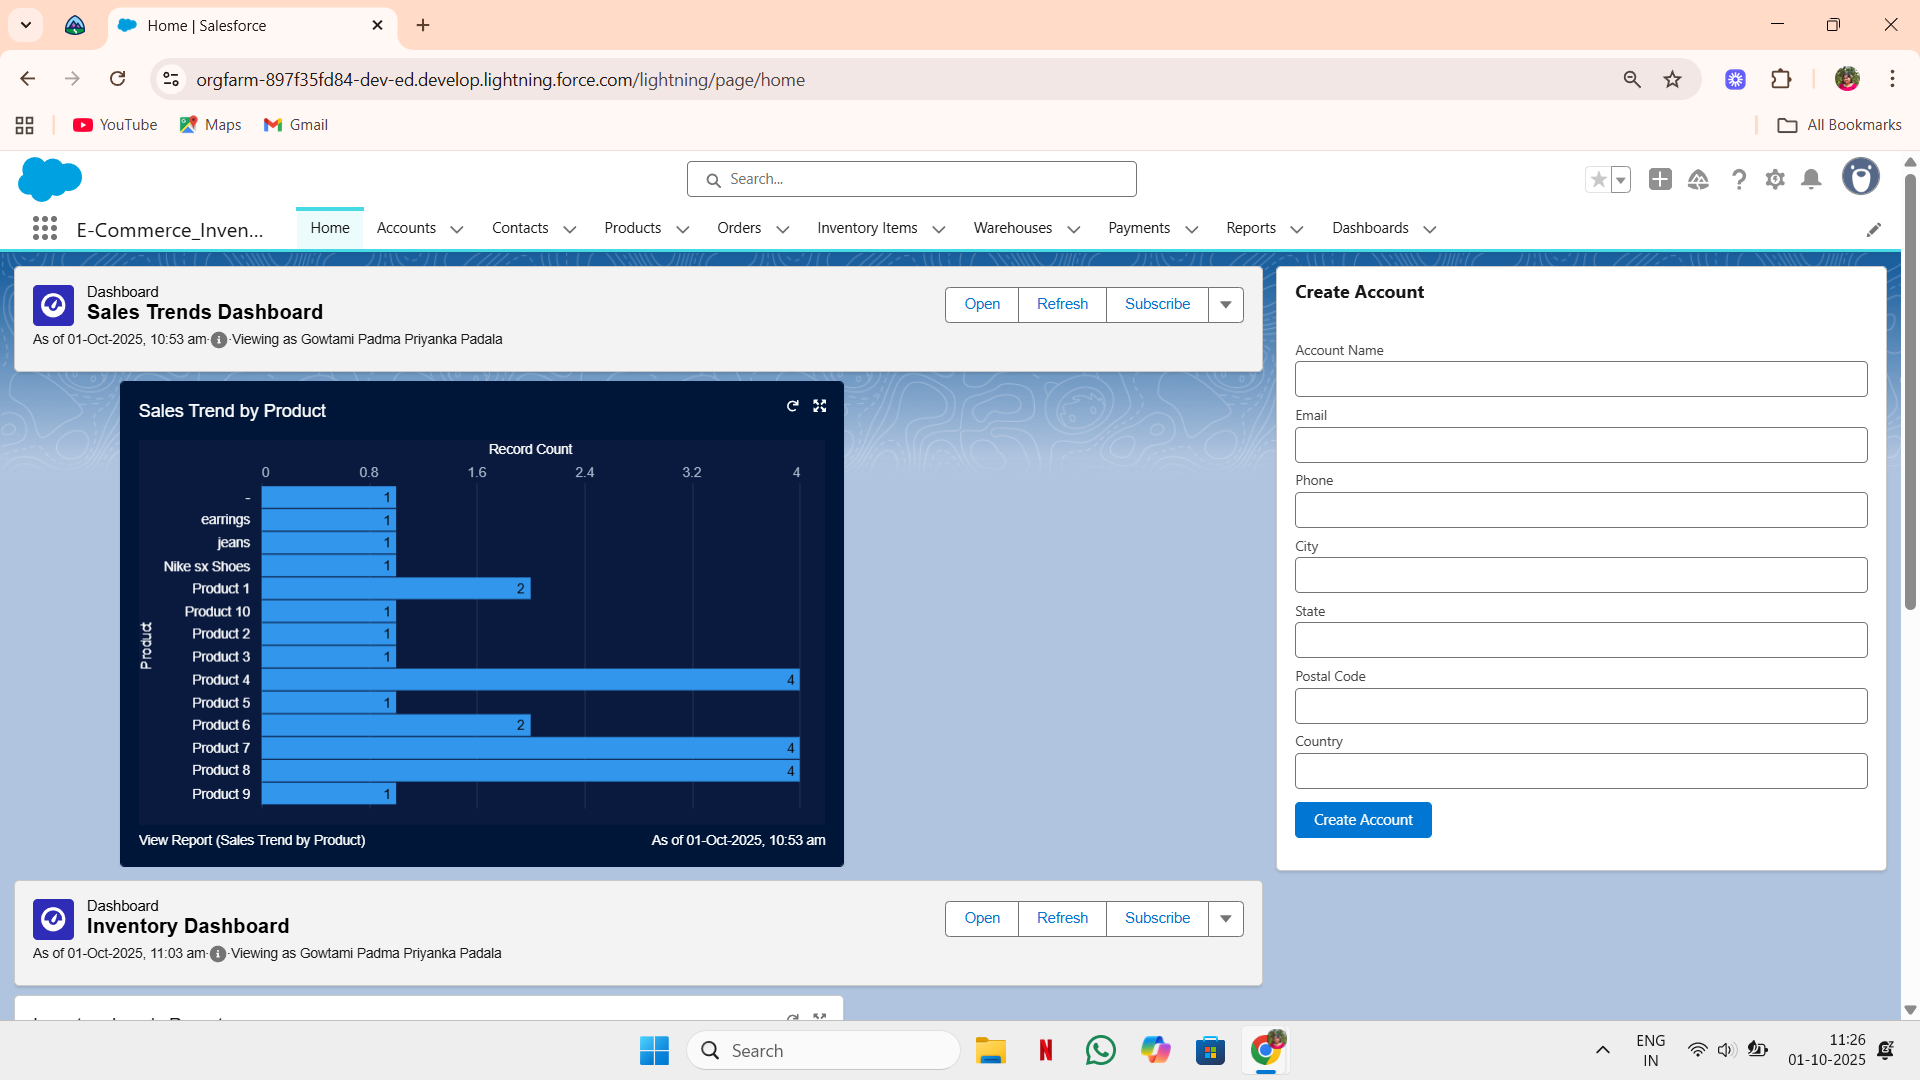 Home | Salesforce
orgfarm-897f35fd84-dev-ed.develop.lightning.force.com/lightning/page/home
YouTube
Maps
Gmail
All Bookmarks
Search...
E-Commerce_Inven...
Home
Accounts
Contacts
Products
Orders
Inventory Items
Warehouses
Payments
Reports
Dashboards
Dashboard
Sales Trends Dashboard
As of 01-Oct-2025, 10:53 am·Viewing as Gowtami Padma Priyanka Padala
Open
Refresh
Subscribe
Sales Trend by Product
Record Count
0 0.8 1.6 2.4 3.2 4
Product
- 1
earrings 1
jeans 1
Nike sx Shoes 1
Product 1 2
Product 10 1
Product 2 1
Product 3 1
Product 4 4
Product 5 1
Product 6 2
Product 7 4
Product 8 4
Product 9 1
View Report (Sales Trend by Product)
As of 01-Oct-2025, 10:53 am
Dashboard
Inventory Dashboard
As of 01-Oct-2025, 11:03 am·Viewing as Gowtami Padma Priyanka Padala
Open
Refresh
Subscribe
Create Account
Account Name
Email
Phone
City
State
Postal Code
Country
Create Account
Search
ENG
IN
11:26
01-10-2025